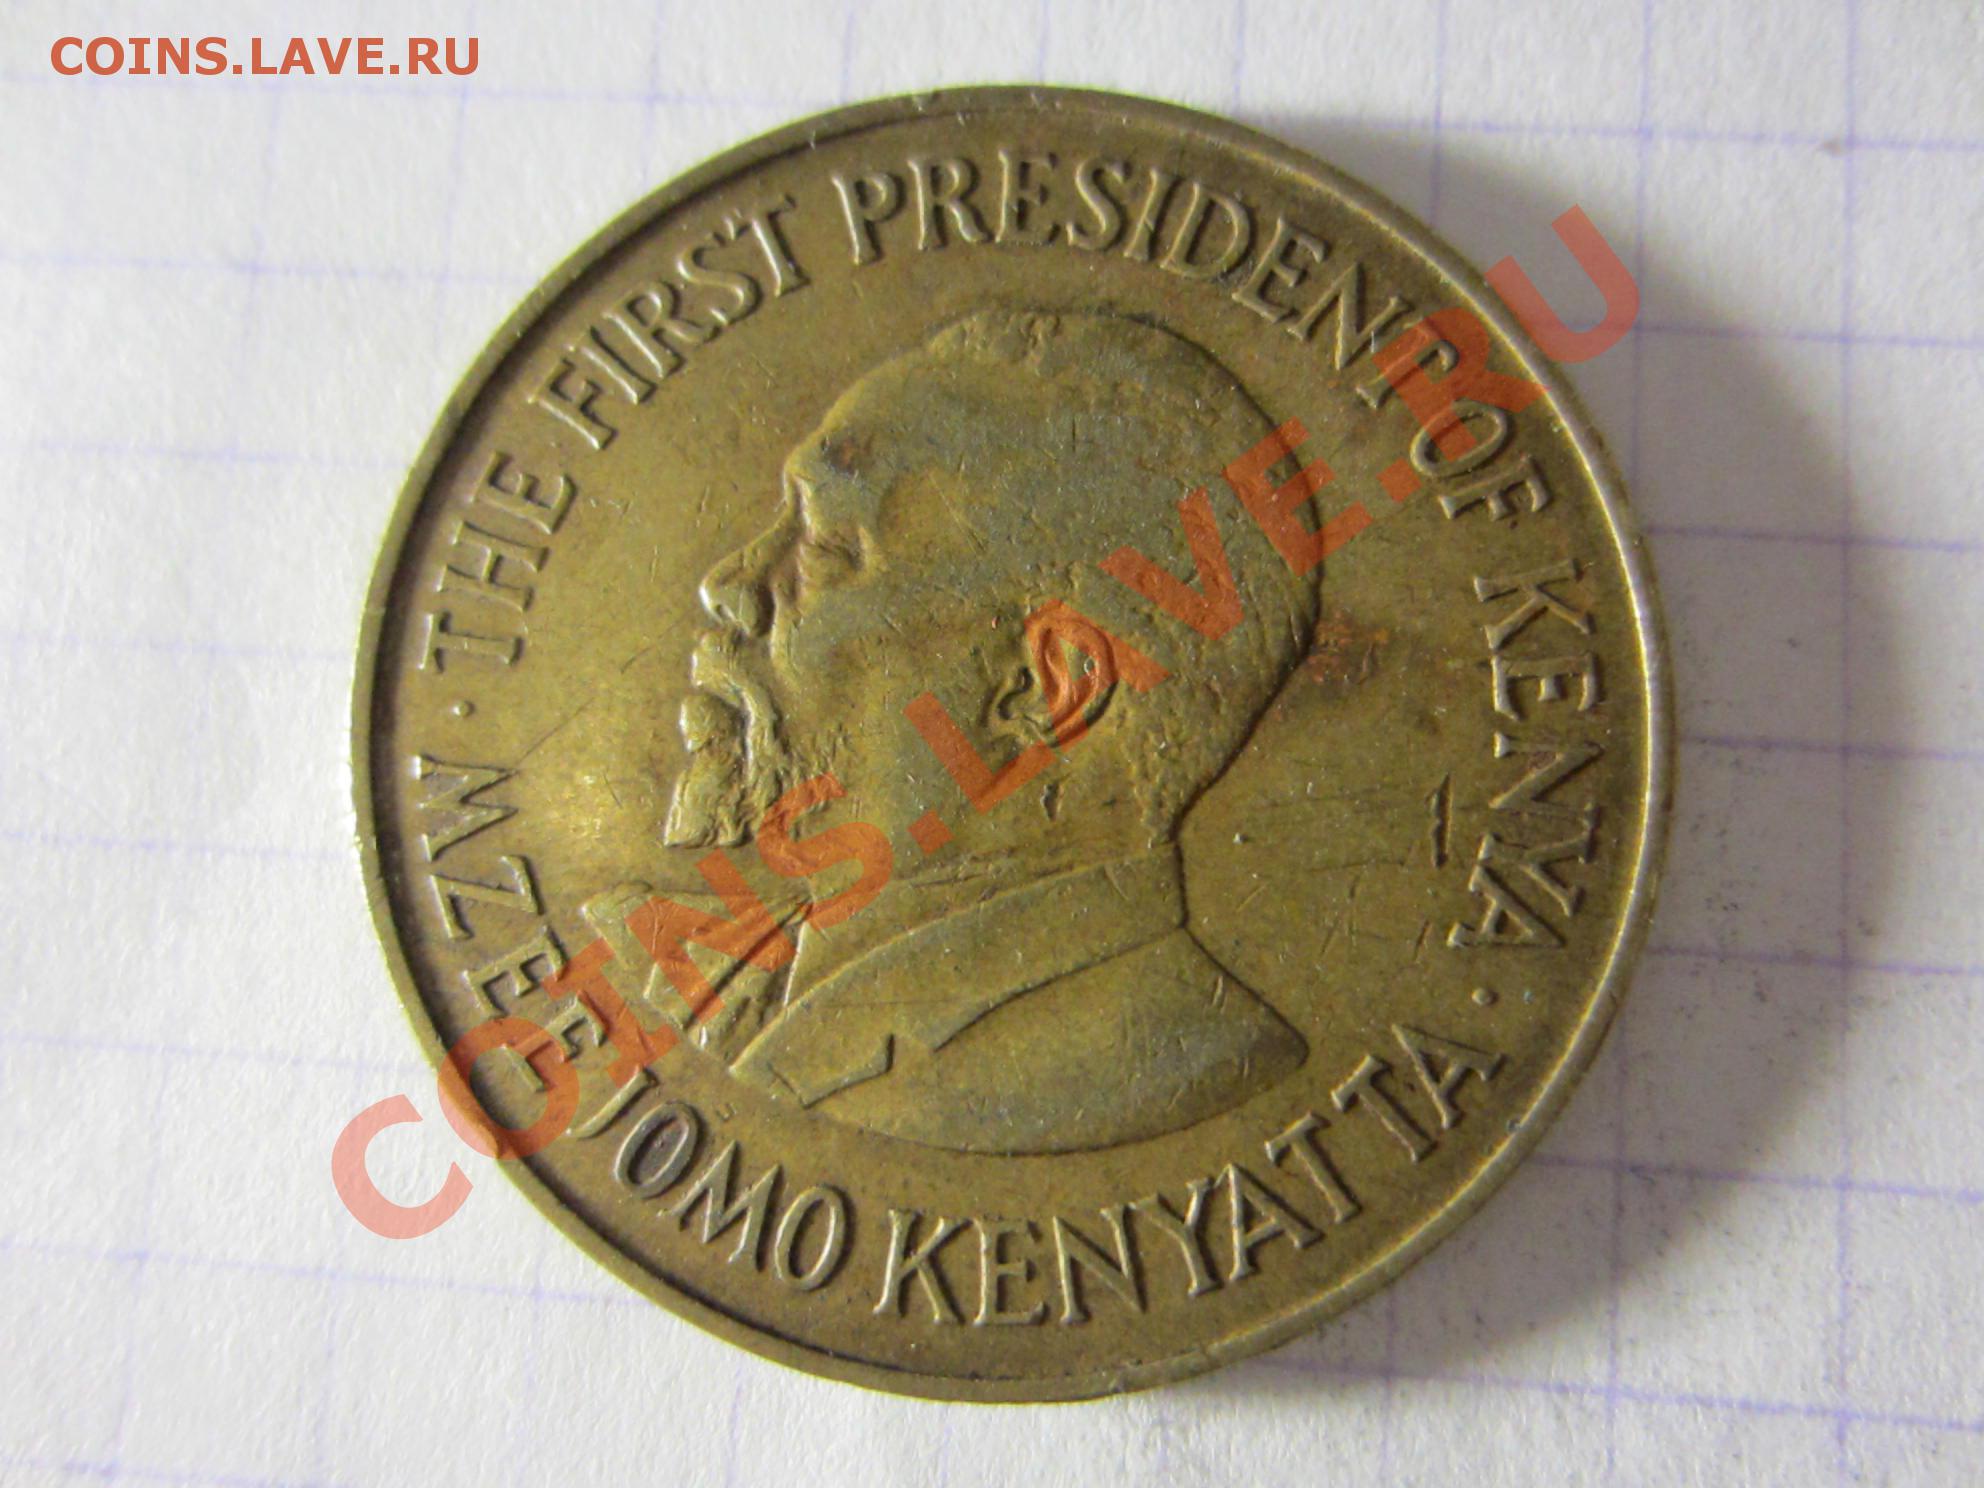 COINS.LAVE.RU
MZEE JOMO KENYATTA · THE FIRST PRESIDENT OF KENYA ·
COINS.LAVE.RU